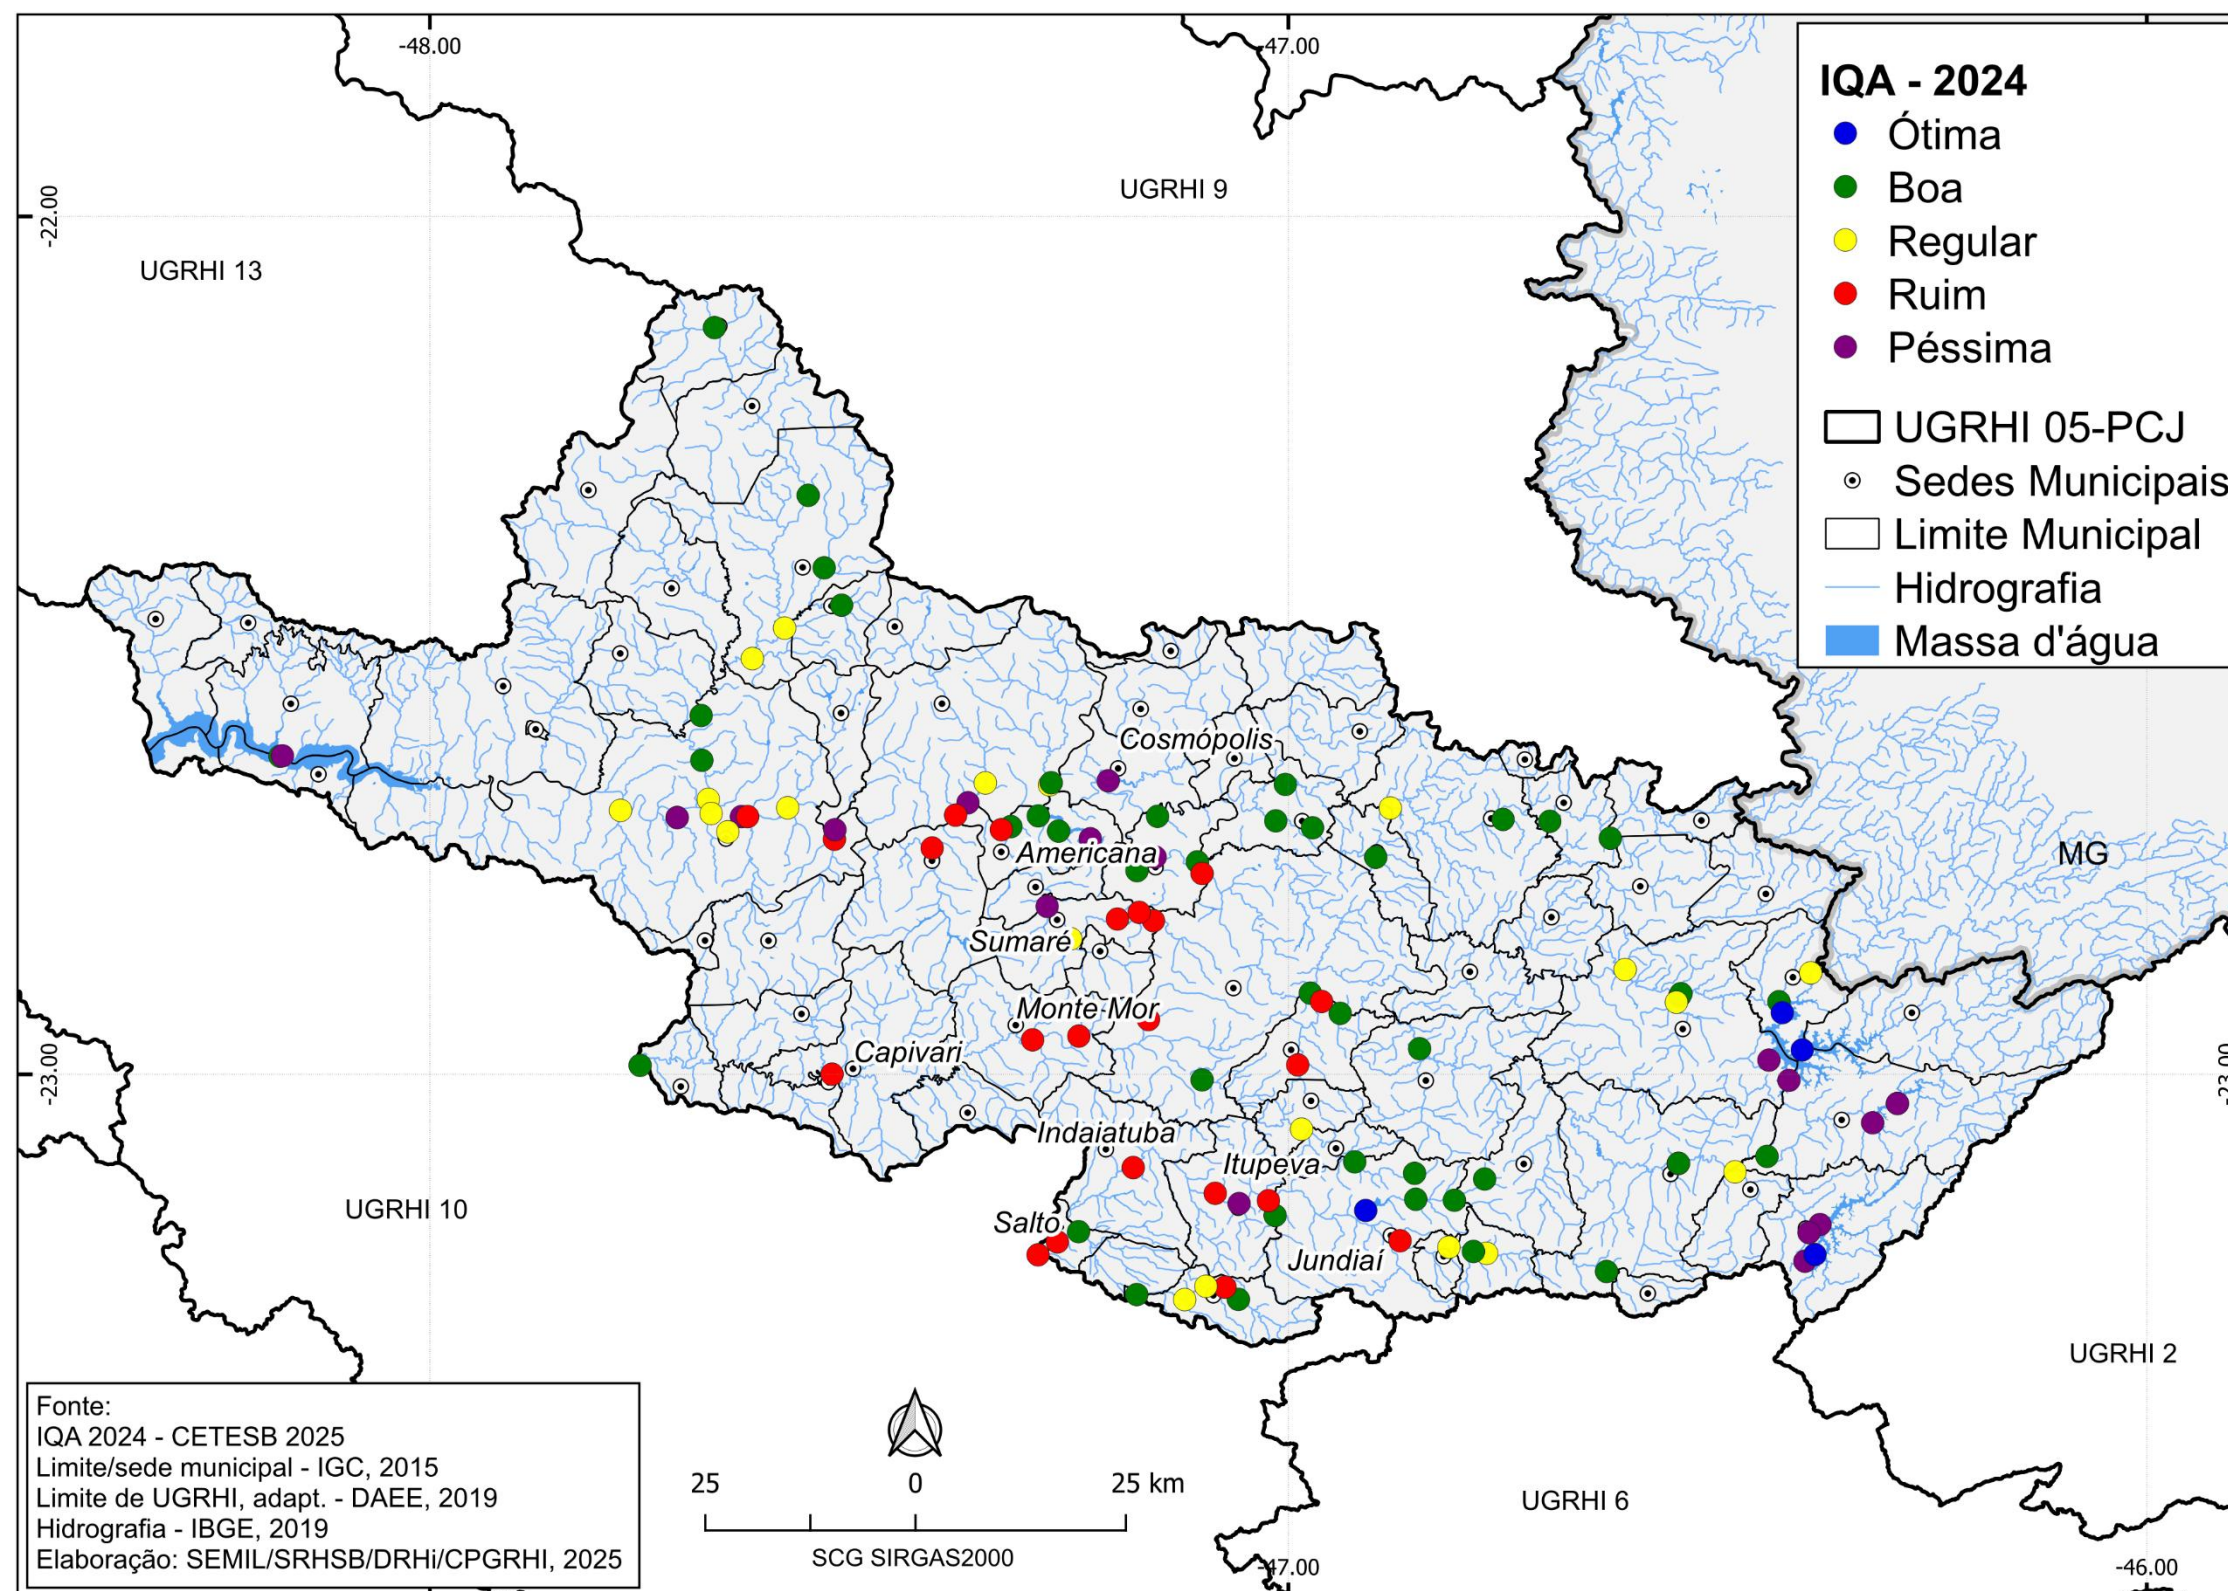 -48.00
-47.00
IQA - 2024
Ótima
Boa
Regular
Ruim
Péssima
UGRHI 05-PCJ
Sedes Municipais
Limite Municipal
Hidrografia
Massa d'água
-22.00
UGRHI 9
UGRHI 13
Cosmópolis
Americana
MG
Sumaré
Monte Mor
Capivari
-23.00
-23.00
Indaiatuba
Itupeva
UGRHI 10
Salto
Jundiaí
UGRHI 2
Fonte:
IQA 2024 - CETESB 2025
Limite/sede municipal - IGC, 2015
Limite de UGRHI, adapt. - DAEE, 2019
Hidrografia - IBGE, 2019
Elaboração: SEMIL/SRHSB/DRHi/CPGRHI, 2025
25 0 25 km
SCG SIRGAS2000
UGRHI 6
-47.00
-46.00